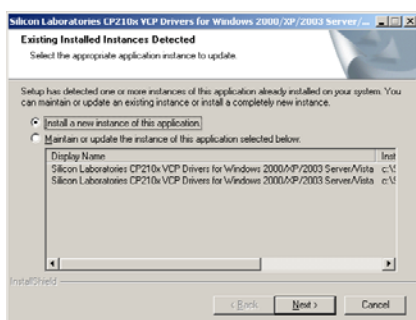 Silicon Laboratories CP210x VCP Drivers for Windows 2000/XP/2003 Server/...
Existing Installed Instances Detected
Select the appropriate application instance to update.
Setup has detected one or more instances of this application already installed on your system. You
can maintain or update an existing instance or install a completely new instance.
Install a new instance of this application.
Maintain or update the instance of this application selected below.
Display Name Inst
Silicon Laboratories CP210x VCP Drivers for Windows 2000/XP/2003 Server/Vista c:\S
Silicon Laboratories CP210x VCP Drivers for Windows 2000/XP/2003 Server/Vista c:\S
InstallShield
< Back Next > Cancel